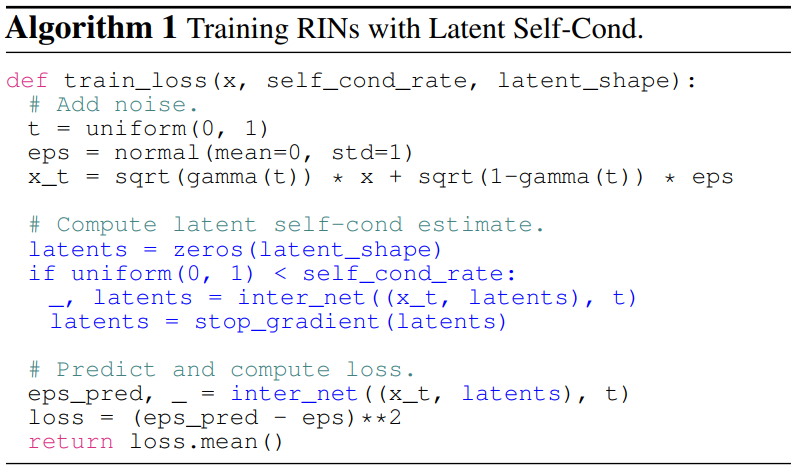 Algorithm 1 Training RINs with Latent Self-Cond.
def train_loss(x, self_cond_rate, latent_shape):
# Add noise.
t = uniform(0, 1)
eps = normal(mean=0, std=1)
x_t = sqrt(gamma(t)) * x + sqrt(1-gamma(t)) * eps
# Compute latent self-cond estimate.
latents = zeros(latent_shape)
if uniform(0, 1) < self_cond_rate:
_, latents = inter_net((x_t, latents), t)
latents = stop_gradient(latents)
# Predict and compute loss.
eps_pred, _ = inter_net((x_t, latents), t)
loss = (eps_pred - eps)**2
return loss.mean()